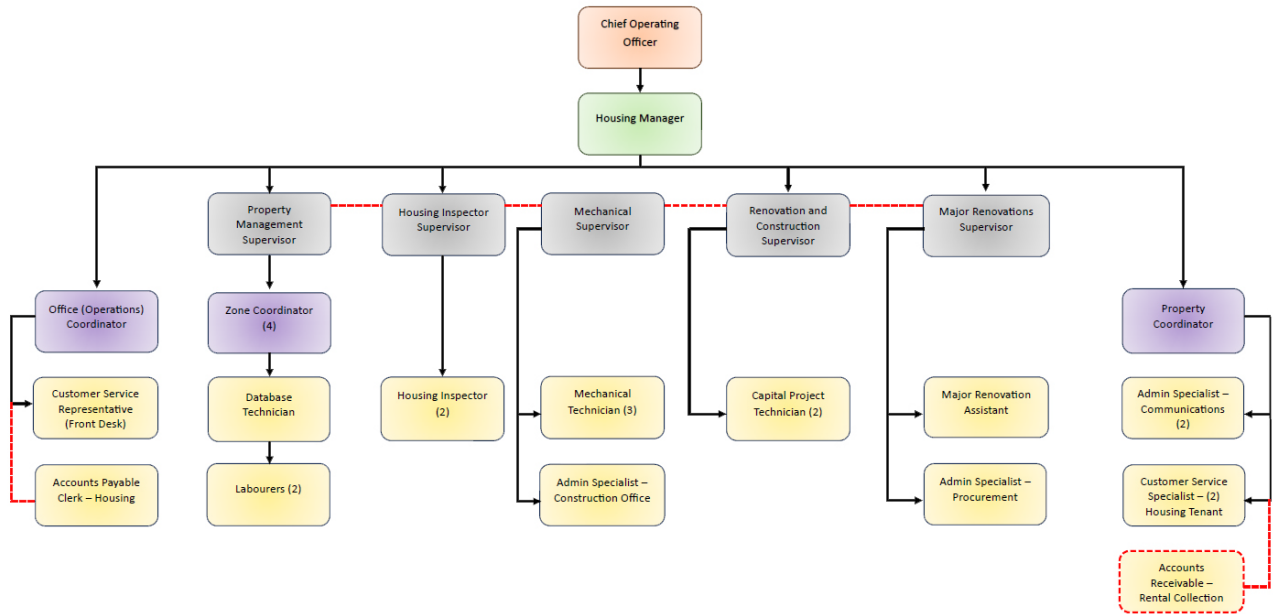 Chief Operating
Officer
Housing Manager
Property
Management
Supervisor
Housing Inspector
Supervisor
Mechanical
Supervisor
Renovation and
Construction
Supervisor
Major Renovations
Supervisor
Office (Operations)
Coordinator
Zone Coordinator
(4)
Property
Coordinator
Customer Service
Representative
(Front Desk)
Database
Technician
Housing Inspector
(2)
Mechanical
Technician (3)
Capital Project
Technician (2)
Major Renovation
Assistant
Admin Specialist –
Communications
(2)
Accounts Payable
Clerk – Housing
Labourers (2)
Admin Specialist –
Construction Office
Admin Specialist –
Procurement
Customer Service
Specialist – (2)
Housing Tenant
Accounts
Receivable –
Rental Collection